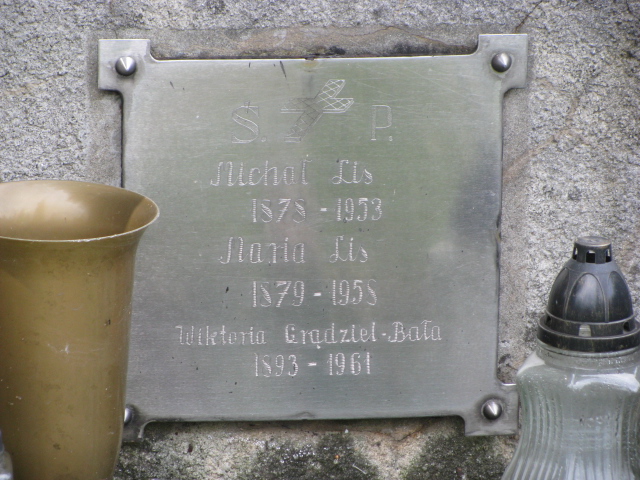 Ś. P.
Michał Lis
1878 - 1953
Maria Lis
1879 - 1958
Wiktoria Grądziel-Bała
1893 - 1961